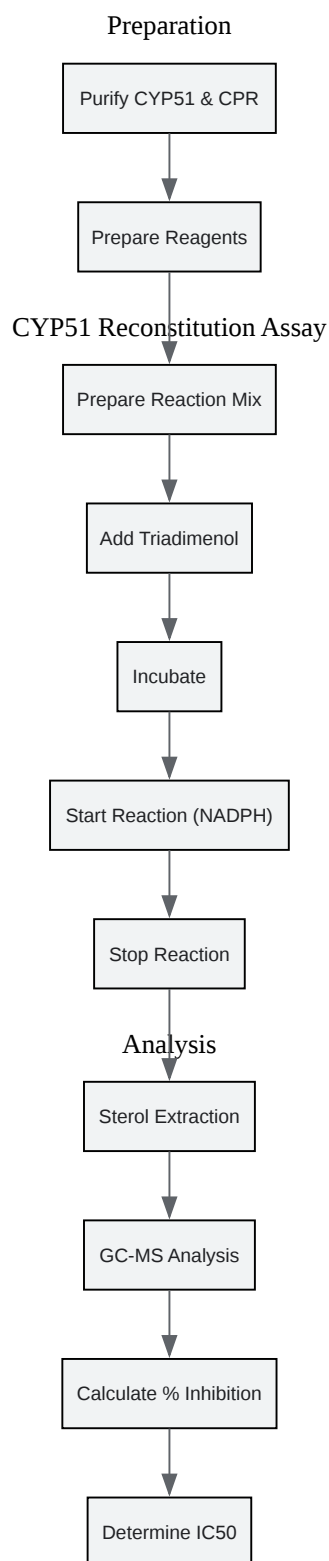 Preparation
Purify CYP51 & CPR
Prepare Reagents
CYP51 Reconstitution Assay
Prepare Reaction Mix
Add Triadimenol
Incubate
Start Reaction (NADPH)
Stop Reaction
Analysis
Sterol Extraction
GC-MS Analysis
Calculate % Inhibition
Determine IC50